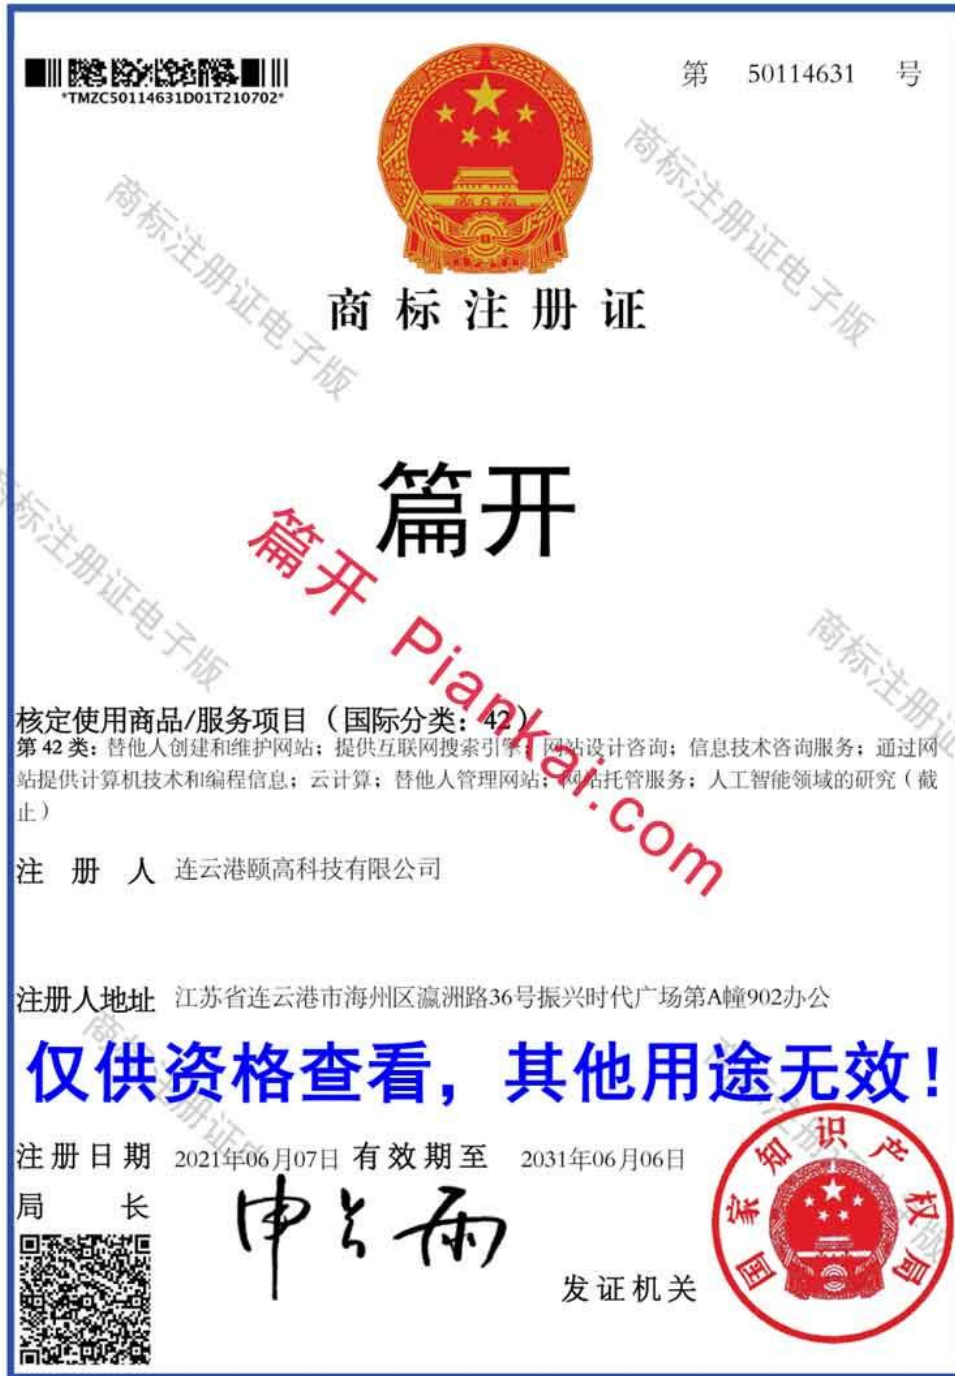 第 50114631 号
*TMZC50114631D01T210702*
商标注册证电子版
商标注册证电子版
商标注册证
篇开
篇开 Piankai.com
商标注册证电子版
商标注册证
核定使用商品/服务项目（国际分类：42）
第 42 类：替他人创建和维护网站；提供互联网搜索引擎；网站设计咨询；信息技术咨询服务；通过网
站提供计算机技术和编程信息；云计算；替他人管理网站；网站托管服务；人工智能领域的研究（截
止）
注册人 连云港颐高科技有限公司
注册人地址 江苏省连云港市海州区瀛洲路36号振兴时代广场第A幢902办公
仅供资格查看，其他用途无效！
注册日期 2021年06月07日 有效期至 2031年06月06日
局长 申长雨
发证机关
国家知识产权局